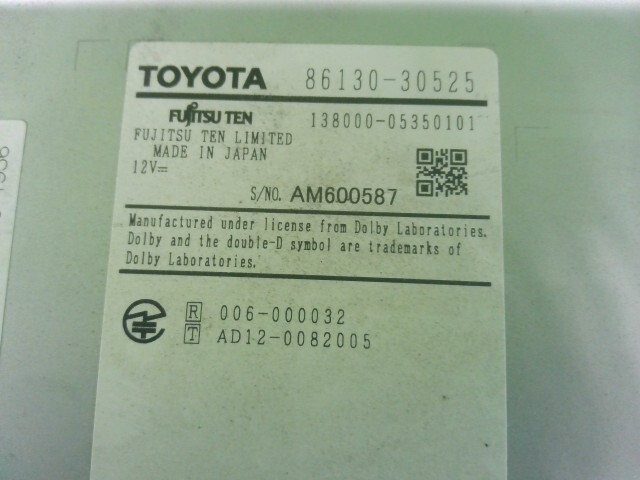 TOYOTA 86130-30525
FUJITSU TEN 138000-05350101
FUJITSU TEN LIMITED
MADE IN JAPAN
12V⎓
S/NO. AM600587
Manufactured under license from Dolby Laboratories.
Dolby and the double-D symbol are trademarks of
Dolby Laboratories.
R 006-000032
T AD12-0082005